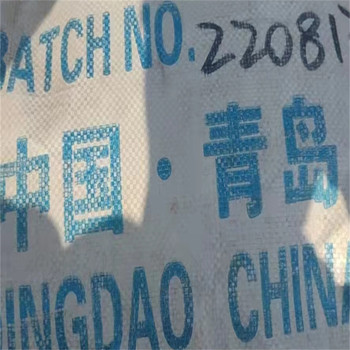 BATCH NO. 22081
中国·青岛
INGDAO CHINA